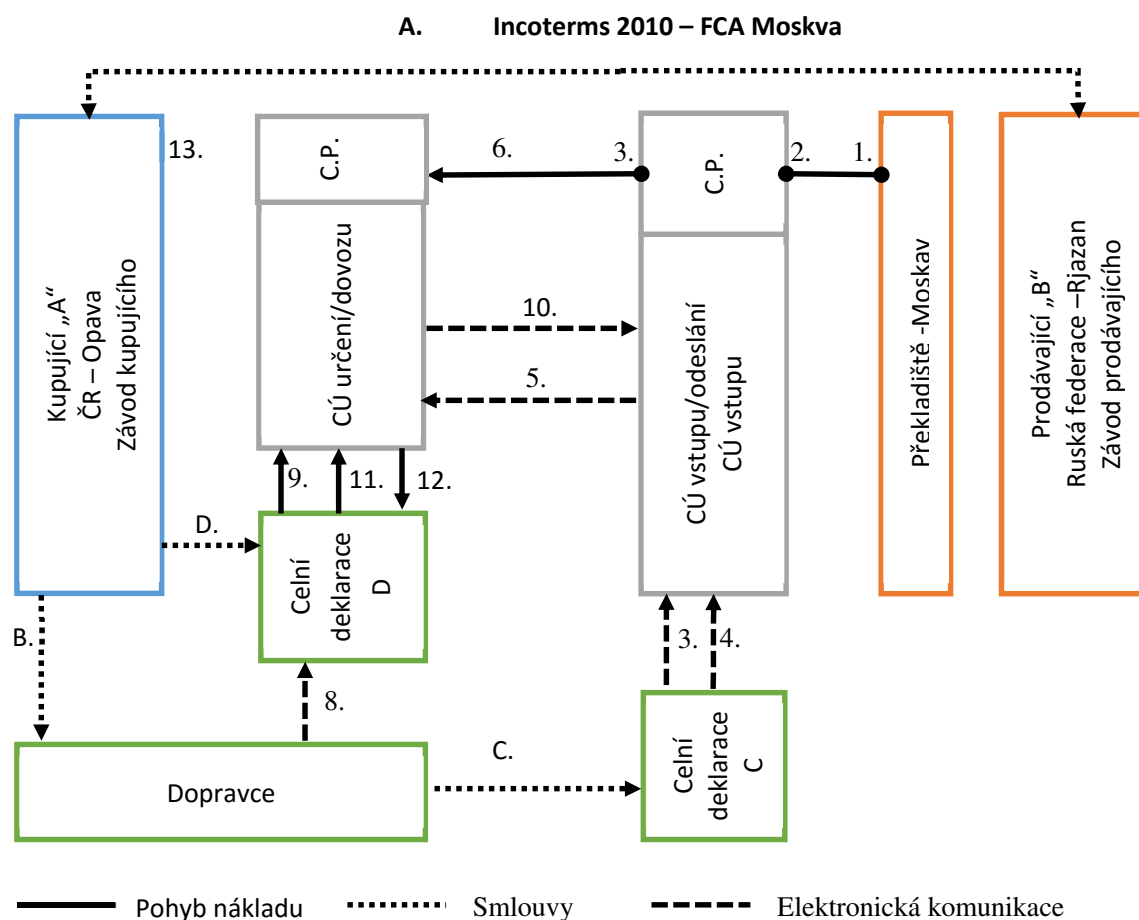 A. Incoterms 2010 – FCA Moskva
13.
6.
3.
2.
1.
C.P.
C.P.
Kupující „A“
ČR – Opava
Závod kupujícího
CÚ určení/dovozu
10.
5.
CÚ vstupu/odeslání
CÚ vstupu
Překladiště -Moskav
Prodávající „B“
Ruská federace –Rjazan
Závod prodávajícího
9.
11.
12.
D.
Celní
deklarace
D
B.
8.
3.
4.
C.
Celní
deklarace
C
Dopravce
Pohyb nákladu
Smlouvy
Elektronická komunikace